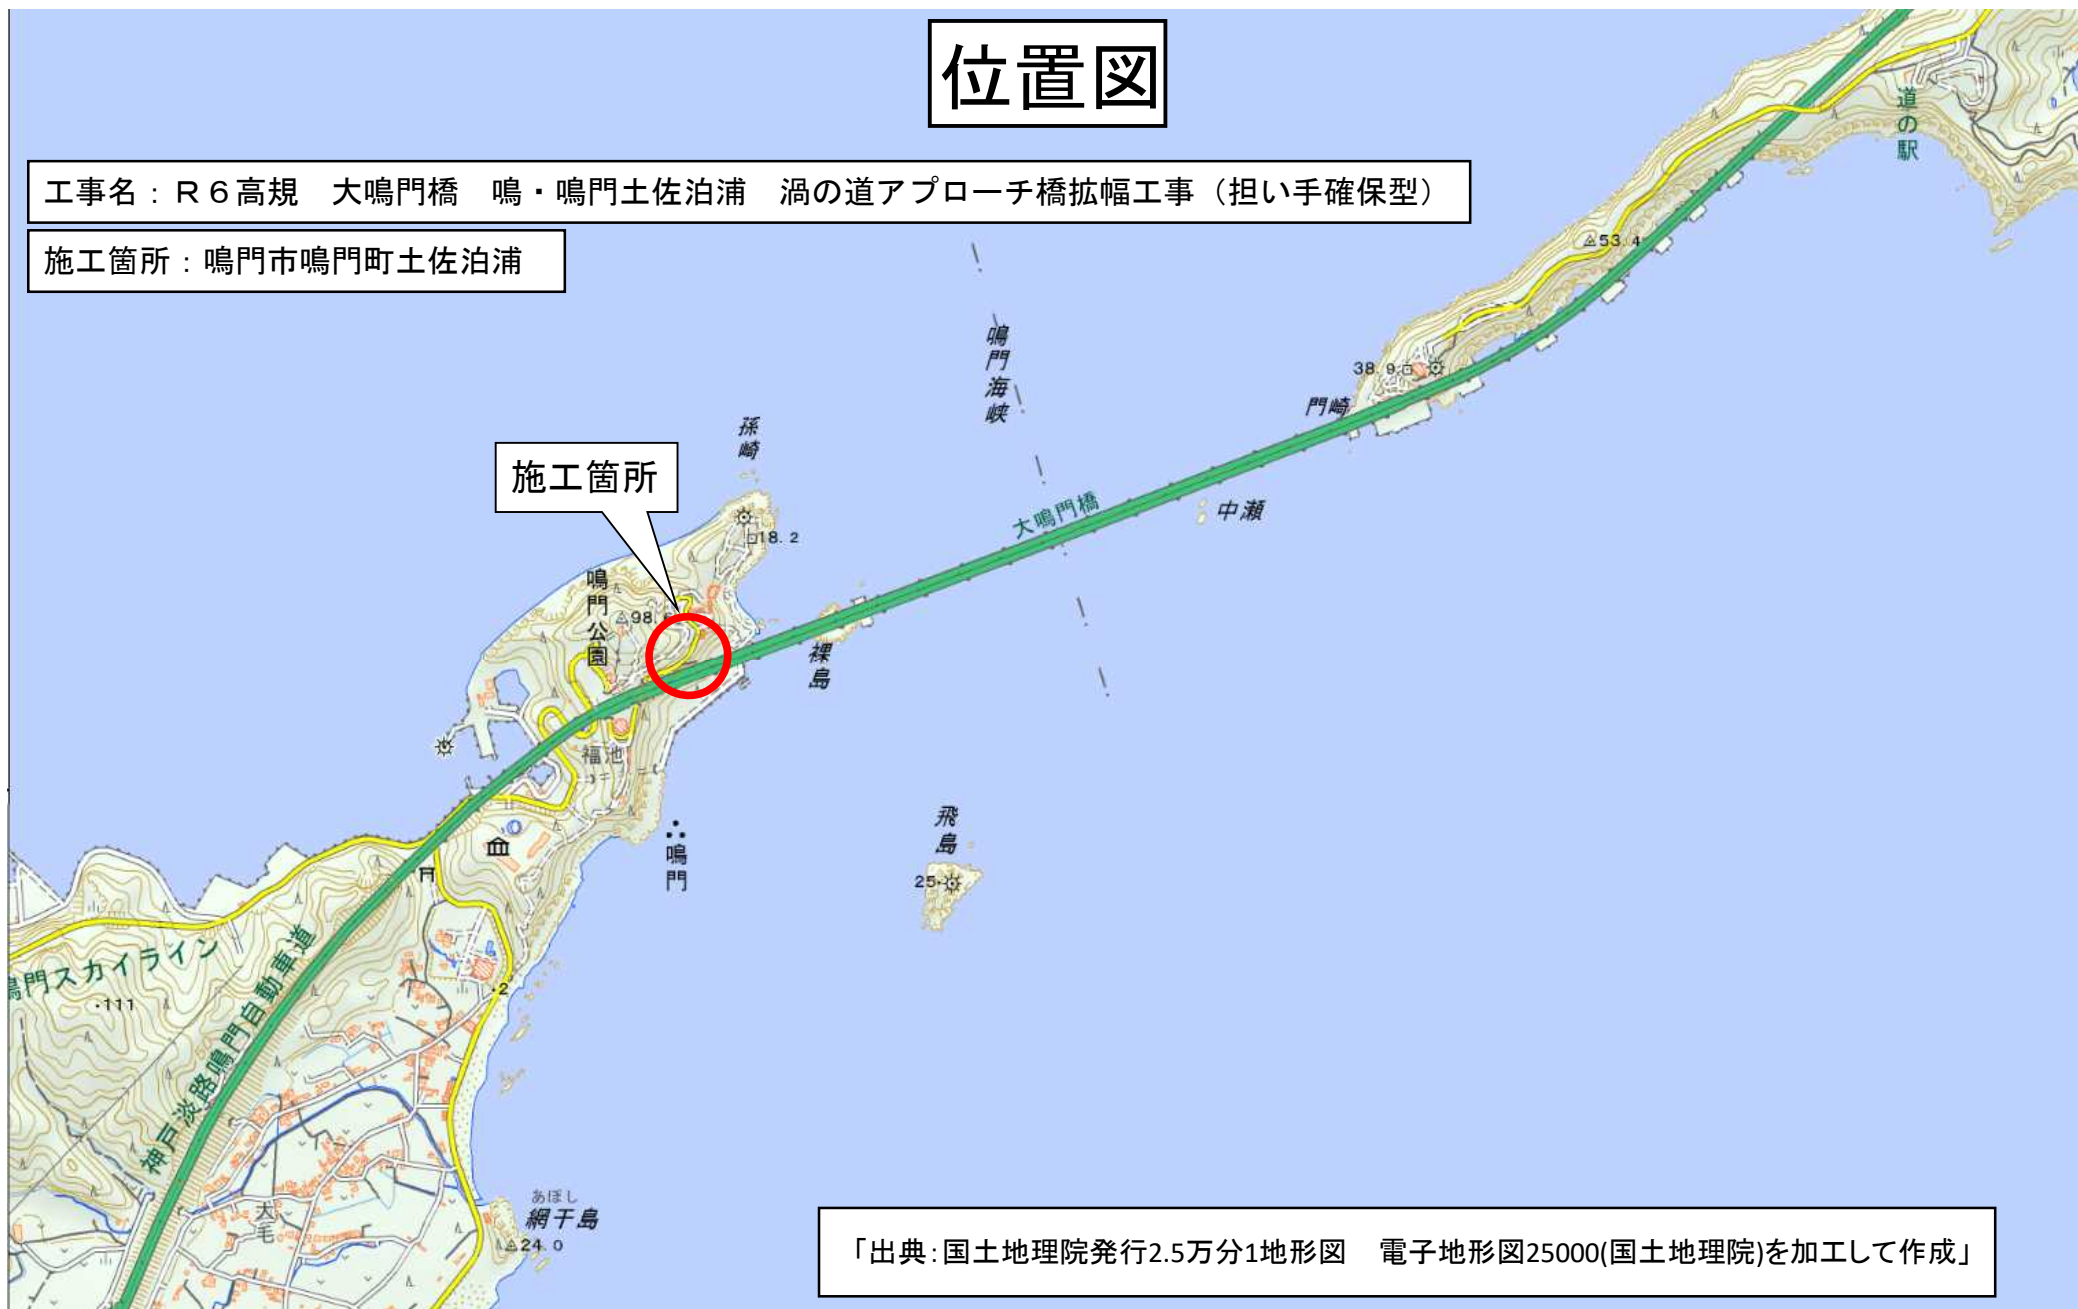 位置図
工事名：Ｒ６高規　大鳴門橋　鳴・鳴門土佐泊浦　渦の道アプローチ橋拡幅工事（担い手確保型）
施工箇所：鳴門市鳴門町土佐泊浦
道の駅
53.4
鳴門海峡
38.9
門崎
孫崎
施工箇所
大鳴門橋
中瀬
18.2
鳴門公園
98.
裸島
福池
飛島
鳴門
25
鳴門スカイライン
111
神戸淡路鳴門自動車道
2
あぼし
網干島
24.0
大毛
「出典：国土地理院発行2.5万分1地形図　電子地形図25000(国土地理院)を加工して作成」